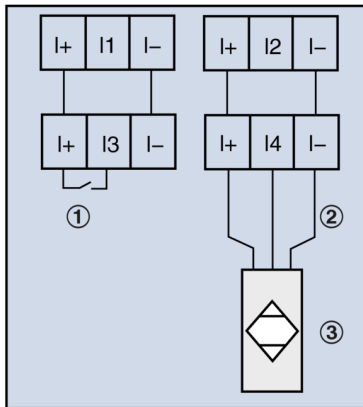 I+ I1 I– I+ I2 I–
I+ I3 I– I+ I4 I–
①
②
③